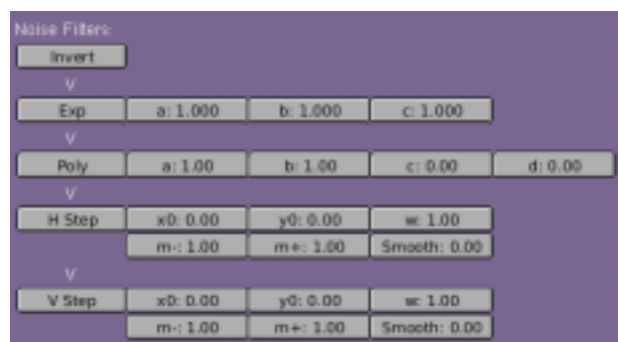 Noise Filters:
Invert
V
Exp a: 1.000 b: 1.000 c: 1.000
V
Poly a: 1.00 b: 1.00 c: 0.00 d: 0.00
V
H Step x0: 0.00 y0: 0.00 w: 1.00
m-: 1.00 m+: 1.00 Smooth: 0.00
V
V Step x0: 0.00 y0: 0.00 w: 1.00
m-: 1.00 m+: 1.00 Smooth: 0.00